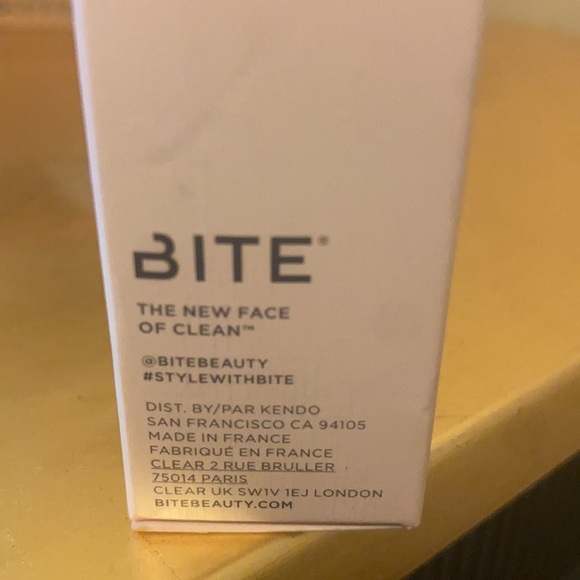 BITE®
THE NEW FACE
OF CLEAN™
@BITEBEAUTY
#STYLEWITHBITE
DIST. BY/PAR KENDO
SAN FRANCISCO CA 94105
MADE IN FRANCE
FABRIQUÉ EN FRANCE
CLEAR 2 RUE BRULLER
75014 PARIS
CLEAR UK SW1V 1EJ LONDON
BITEBEAUTY.COM